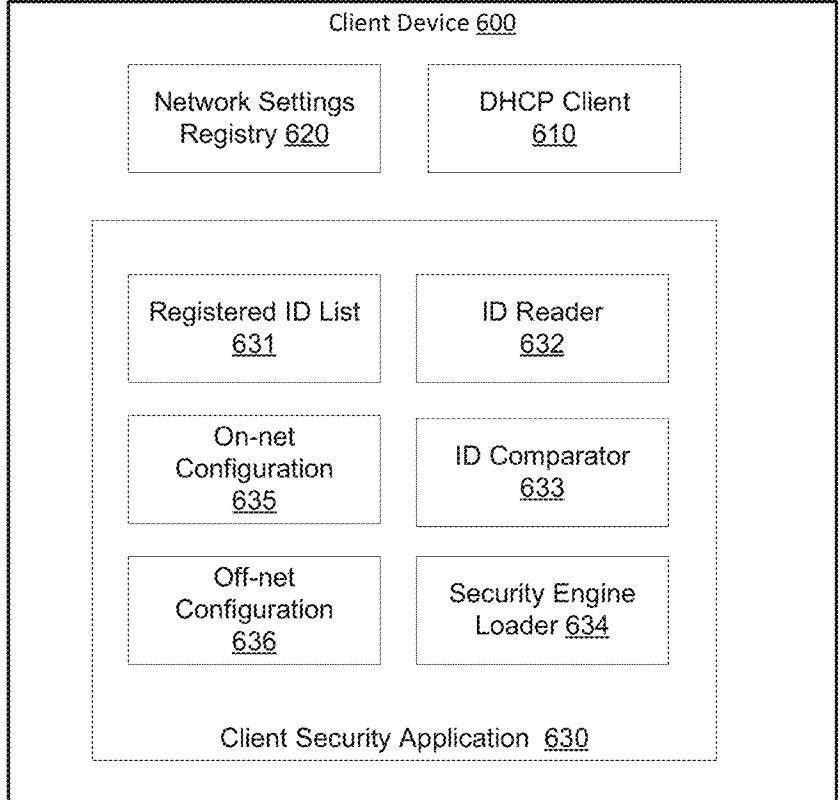 Client Device 600
Network Settings
Registry 620
DHCP Client
610
Registered ID List
631
ID Reader
632
On-net
Configuration
635
ID Comparator
633
Off-net
Configuration
636
Security Engine
Loader 634
Client Security Application 630